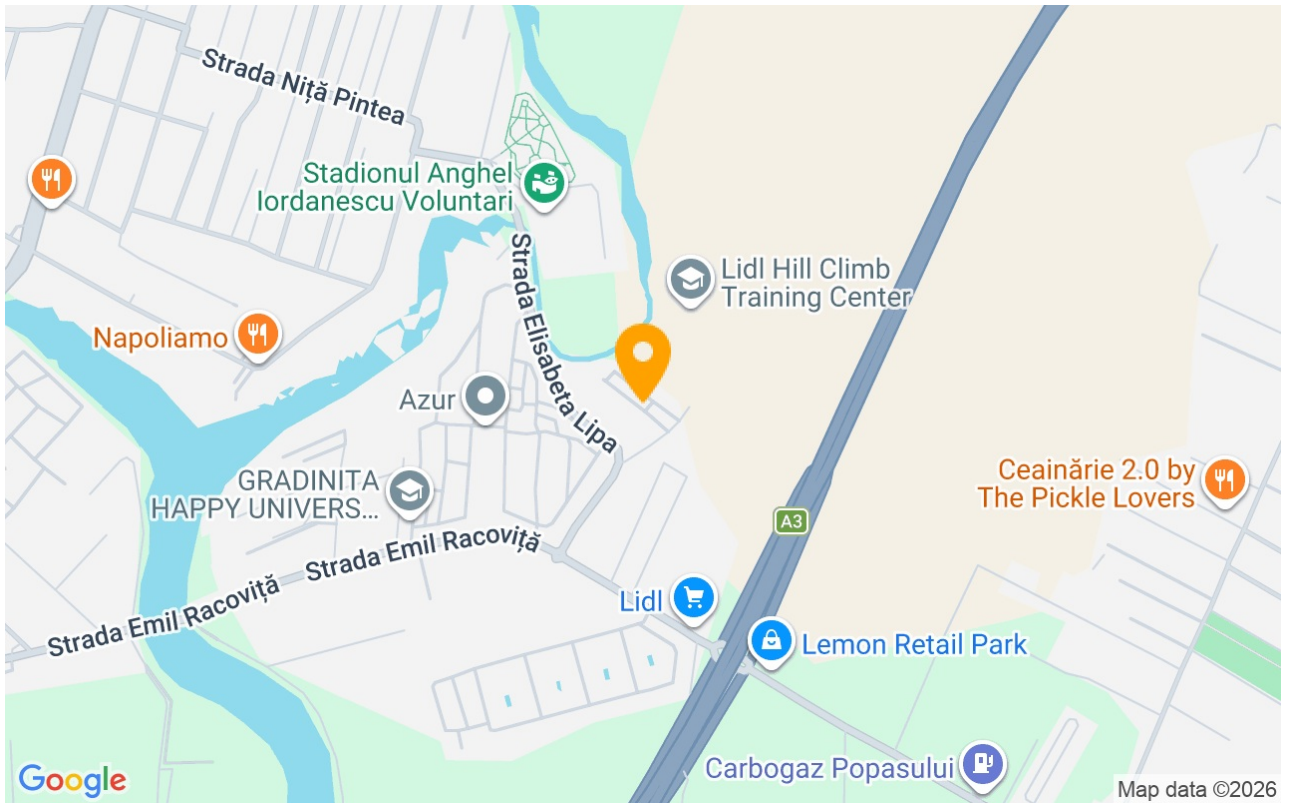 Strada Niță Pintea
Stadionul Anghel
Iordanescu Voluntari
Strada Elisabeta Lipa
Lidl Hill Climb
Training Center
Napoliamo
Azur
GRADINITA
HAPPY UNIVERS...
Ceainărie 2.0 by
The Pickle Lovers
A3
Strada Emil Racoviță
Strada Emil Racoviță
Lidl
Lemon Retail Park
Carbogaz Popasului
Google
Map data ©2026